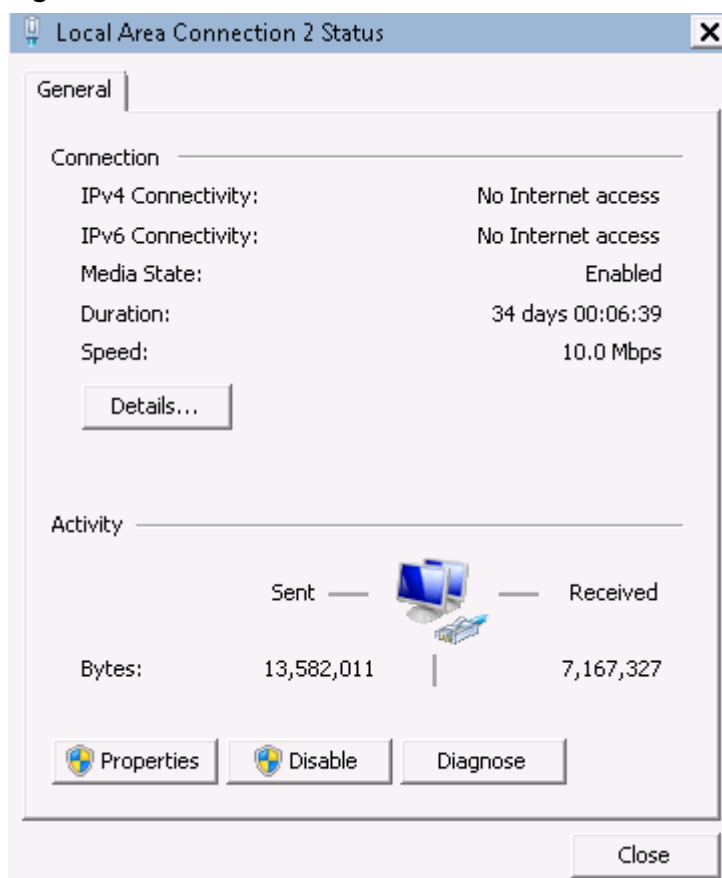 Local Area Connection 2 Status
General
Connection
IPv4 Connectivity: No Internet access
IPv6 Connectivity: No Internet access
Media State: Enabled
Duration: 34 days 00:06:39
Speed: 10.0 Mbps
Details...
Activity
Sent Received
Bytes: 13,582,011 7,167,327
Properties Disable Diagnose
Close